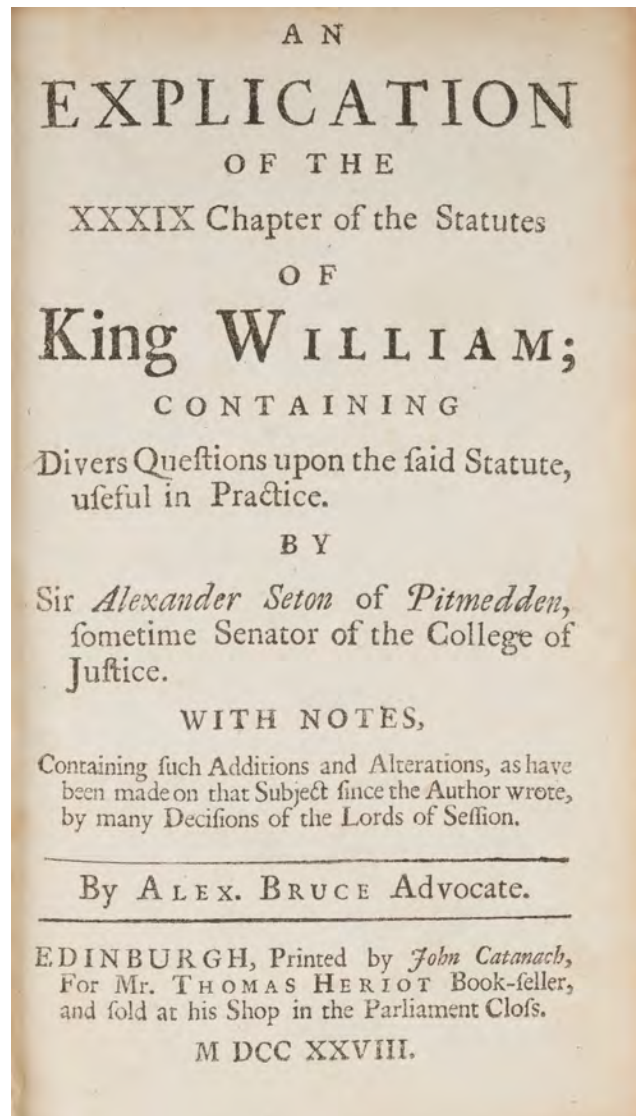 AN
EXPLICATION
OF THE
XXXIX Chapter of the Statutes
OF
King WILLIAM;
CONTAINING
Divers Queſtions upon the ſaid Statute,
uſeful in Practice.
BY
Sir Alexander Seton of Pitmedden,
ſometime Senator of the College of
Juſtice.
WITH NOTES,
Containing ſuch Additions and Alterations, as have
been made on that Subject ſince the Author wrote,
by many Deciſions of the Lords of Seſſion.
By ALEX. BRUCE Advocate.
EDINBURGH, Printed by John Catanach,
For Mr. THOMAS HERIOT Book-ſeller,
and ſold at his Shop in the Parliament Cloſs.
M DCC XXVIII.